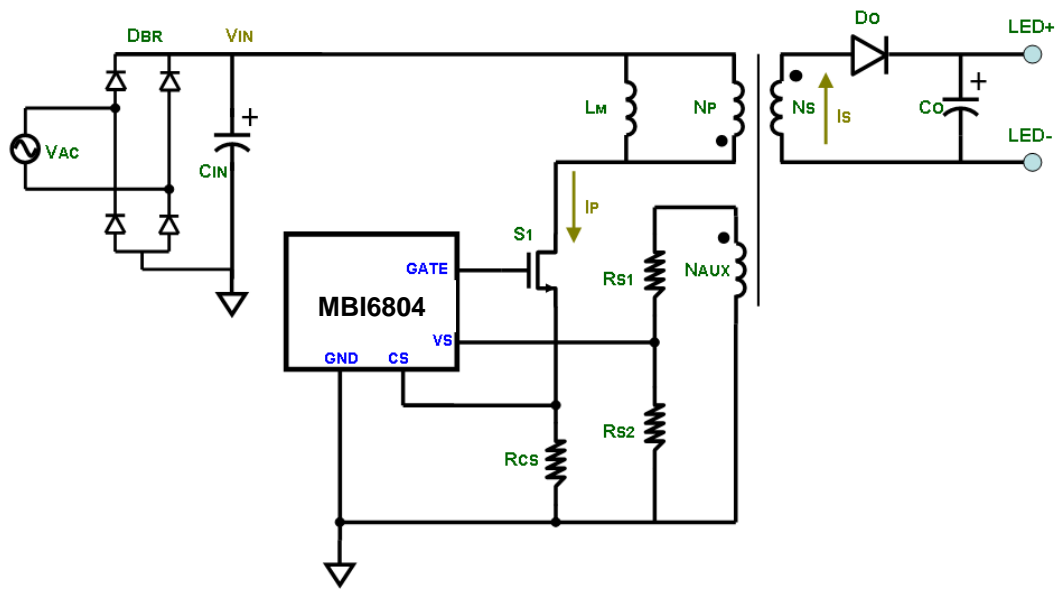 DBR
VIN
DO
LED+
LM
NP
NS
IS
CO
VAC
CIN
LED-
IP
S1
GATE
RS1
NAUX
MBI6804
VS
GND
CS
RS2
RCS